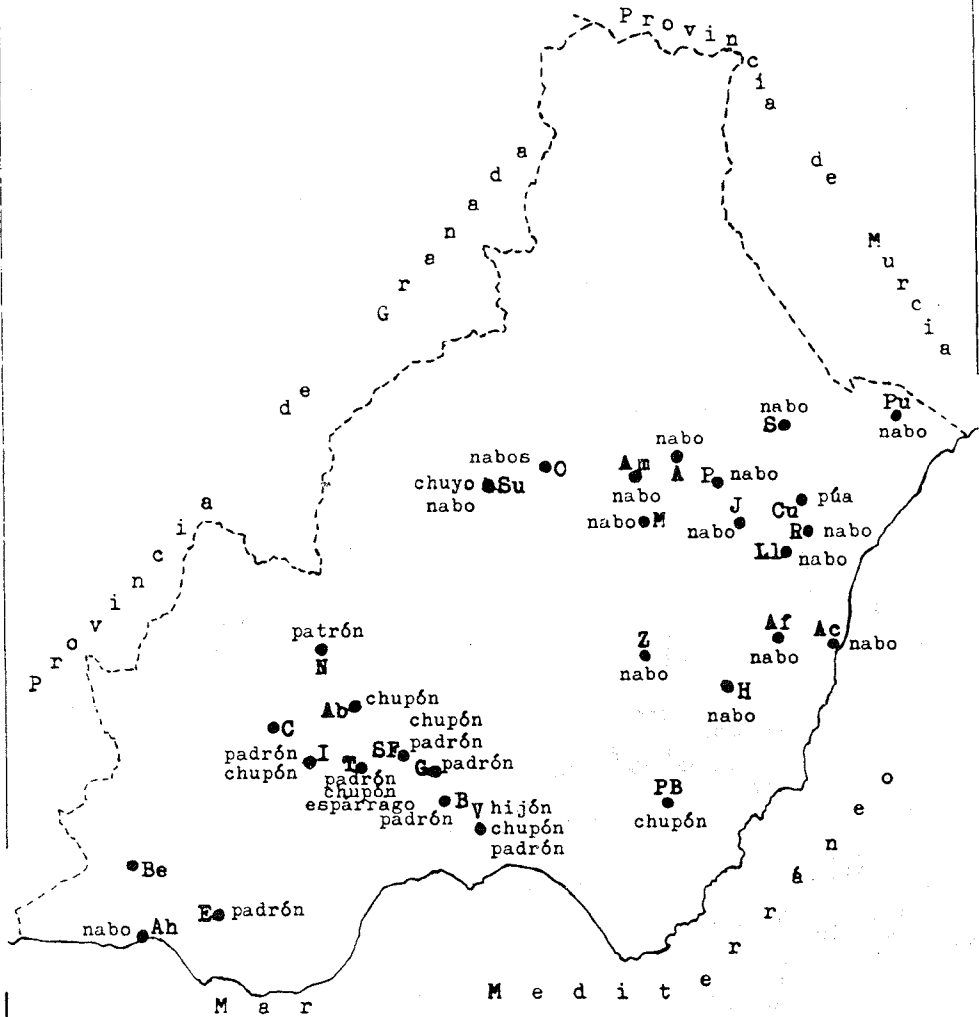 Provincia de Murcia
Provincia de Granada
nabo
S
Pu
nabo
nabos
O
chuyo
Su
nabo
Am
nabo
nabo
A
P
nabo
nabo
M
J
nabo
Cu
púa
R
nabo
Ll
nabo
patrón
N
Z
nabo
Af
nabo
Ac
nabo
H
nabo
Ab
chupón
C
padrón
chupón
I
chupón
padrón
SF
T
padrón
chupón
espárrago
G
padrón
B
padrón
V
hijón
chupón
padrón
PB
chupón
Be
E
padrón
nabo
Ah
Mar Mediterráneo